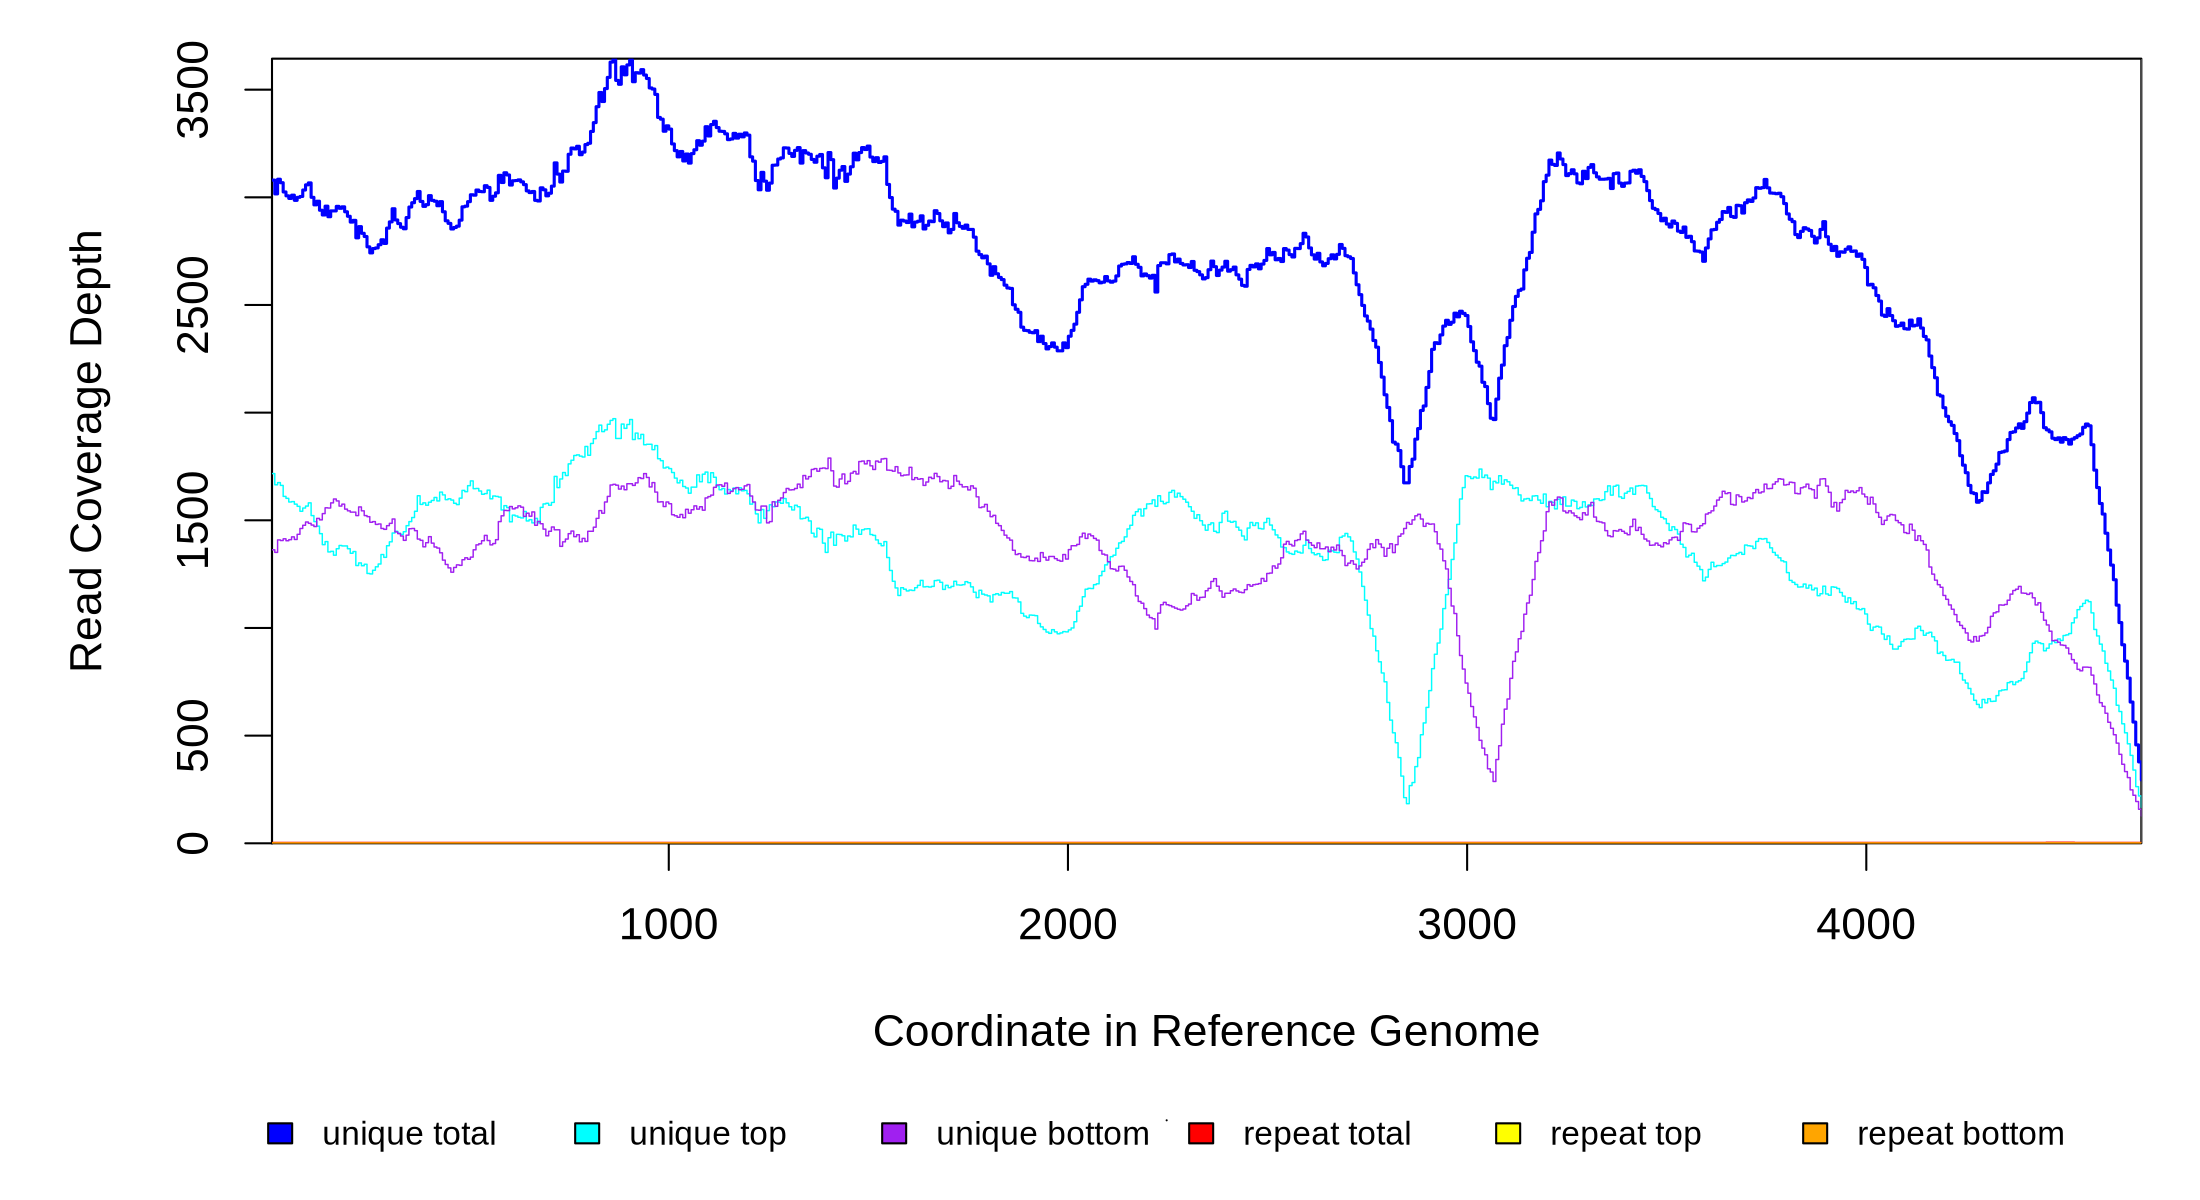 3500
2500
1500
500
0
Read Coverage Depth
1000 2000 3000 4000
Coordinate in Reference Genome
unique total unique top unique bottom repeat total repeat top repeat bottom